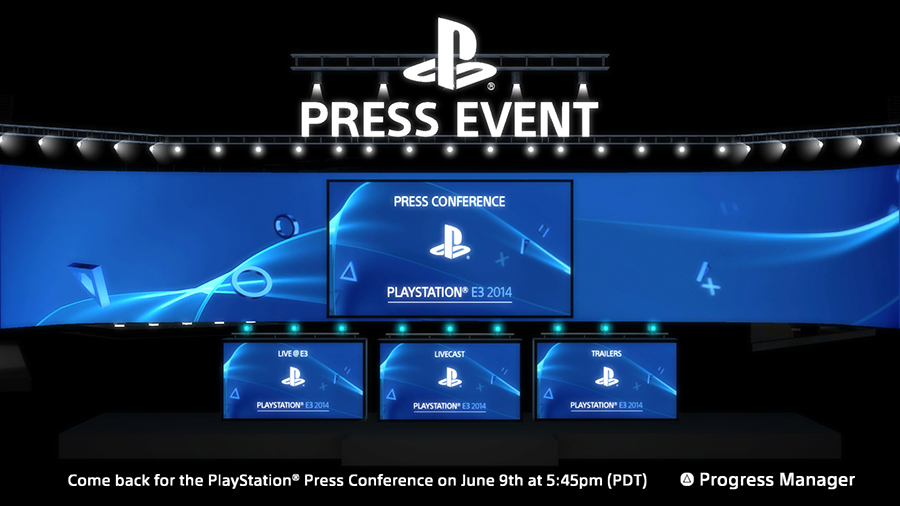 PRESS EVENT
PRESS CONFERENCE
PLAYSTATION® E3 2014
LIVE @ E3
PLAYSTATION® E3 2014
LIVECAST
PLAYSTATION® E3 2014
TRAILERS
PLAYSTATION® E3 2014
Come back for the PlayStation® Press Conference on June 9th at 5:45pm (PDT)
Progress Manager